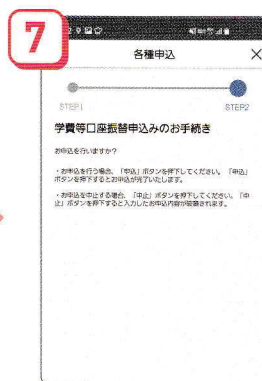 7
各種申込
×
STEP1
STEP2
学費等口座振替申込みのお手続き
お申込を行いますか？
・お申込を行う場合、「申込」ボタンを押下してください。「申込」
ボタンを押下するとお申込が完了いたします。
・お申込を中止する場合、「中止」ボタンを押下してください。「中
止」ボタンを押下すると入力したお申込内容が破棄されます。